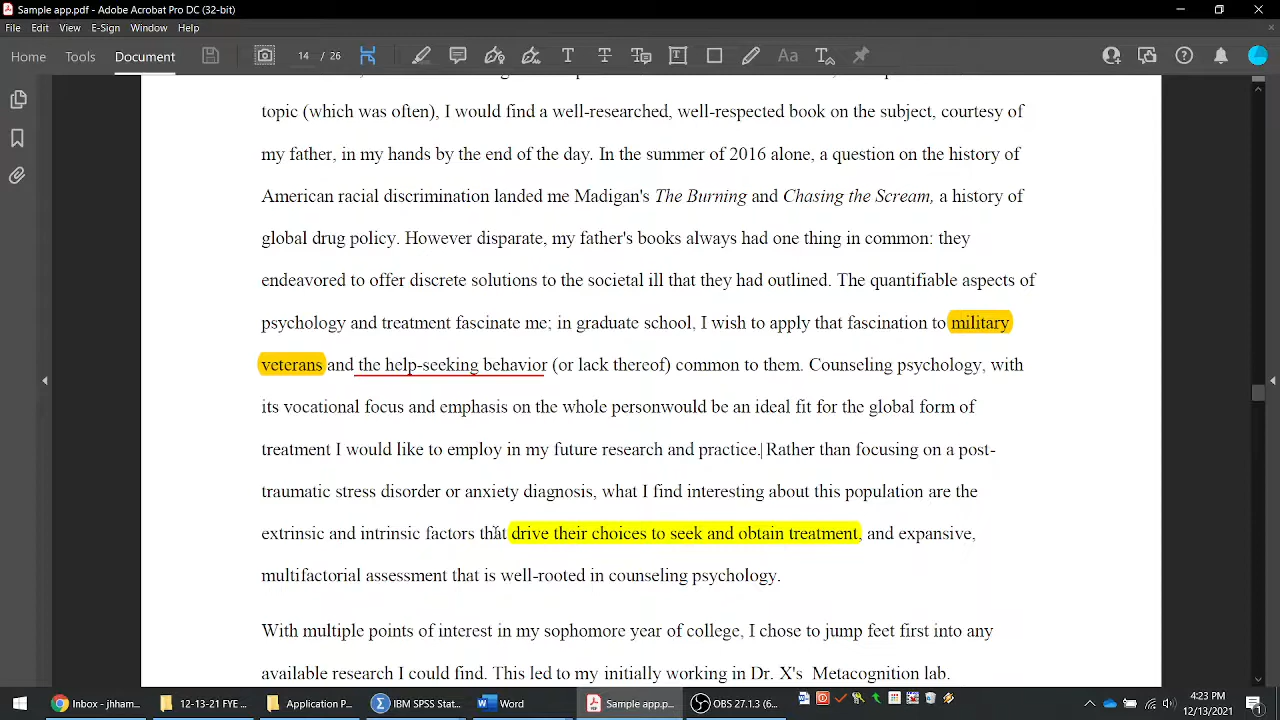 Sample app.pdf - Adobe Acrobat Pro DC (32-bit)
File Edit View E-Sign Window Help
Home Tools Document 14 / 26 Aa
topic (which was often), I would find a well-researched, well-respected book on the subject, courtesy of
my father, in my hands by the end of the day. In the summer of 2016 alone, a question on the history of
American racial discrimination landed me Madigan's The Burning and Chasing the Scream, a history of
global drug policy. However disparate, my father's books always had one thing in common: they
endeavored to offer discrete solutions to the societal ill that they had outlined. The quantifiable aspects of
psychology and treatment fascinate me; in graduate school, I wish to apply that fascination to military
veterans and the help-seeking behavior (or lack thereof) common to them. Counseling psychology, with
its vocational focus and emphasis on the whole personwould be an ideal fit for the global form of
treatment I would like to employ in my future research and practice. Rather than focusing on a post-
traumatic stress disorder or anxiety diagnosis, what I find interesting about this population are the
extrinsic and intrinsic factors that drive their choices to seek and obtain treatment, and expansive,
multifactorial assessment that is well-rooted in counseling psychology.
With multiple points of interest in my sophomore year of college, I chose to jump feet first into any
available research I could find. This led to my initially working in Dr. X's Metacognition lab.
Inbox - jhham... 12-13-21 FYE ... Application P... IBM SPSS Stat... Word Sample app.p... OBS 27.1.3 (6...
4:23 PM
12/13/2021